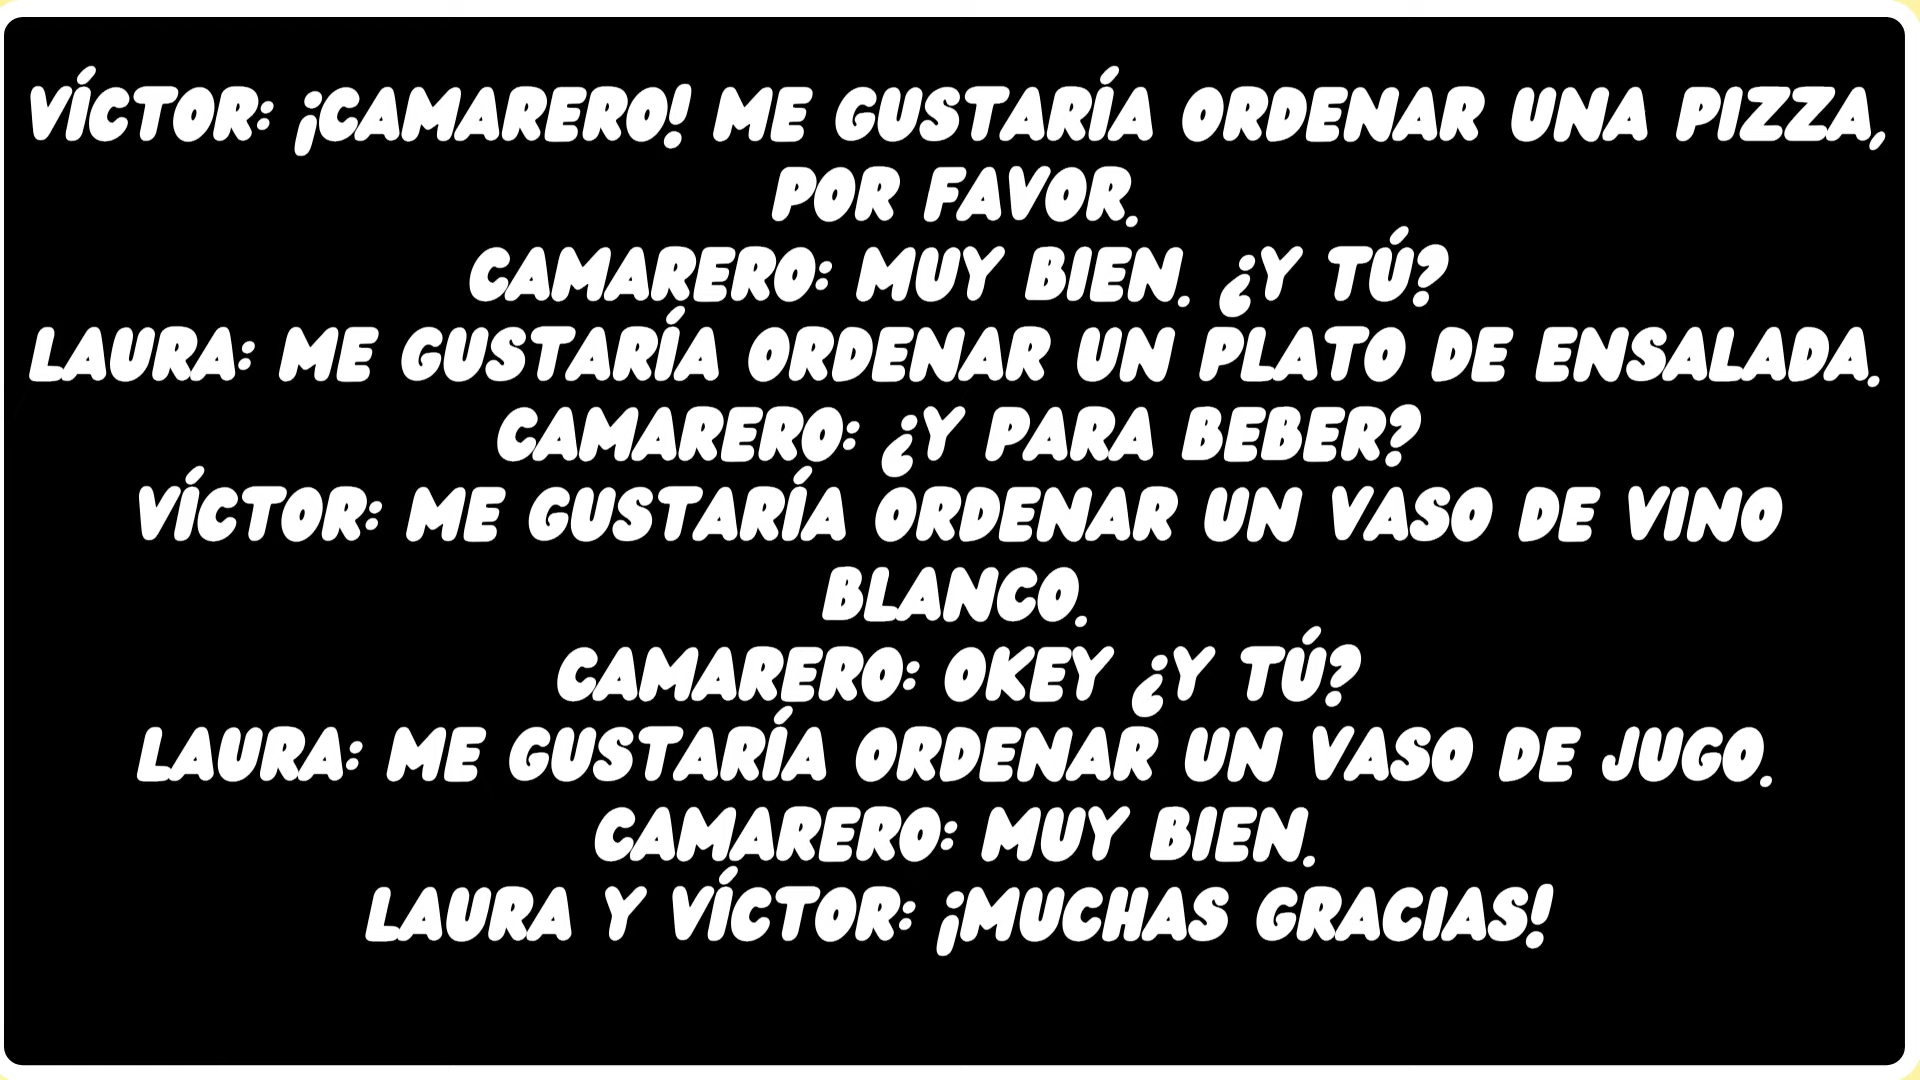 VÍCTOR: ¡CAMARERO! ME GUSTARÍA ORDENAR UNA PIZZA,
POR FAVOR.
CAMARERO: MUY BIEN. ¿Y TÚ?
LAURA: ME GUSTARÍA ORDENAR UN PLATO DE ENSALADA.
CAMARERO: ¿Y PARA BEBER?
VÍCTOR: ME GUSTARÍA ORDENAR UN VASO DE VINO
BLANCO.
CAMARERO: OKEY ¿Y TÚ?
LAURA: ME GUSTARÍA ORDENAR UN VASO DE JUGO.
CAMARERO: MUY BIEN.
LAURA Y VÍCTOR: ¡MUCHAS GRACIAS!